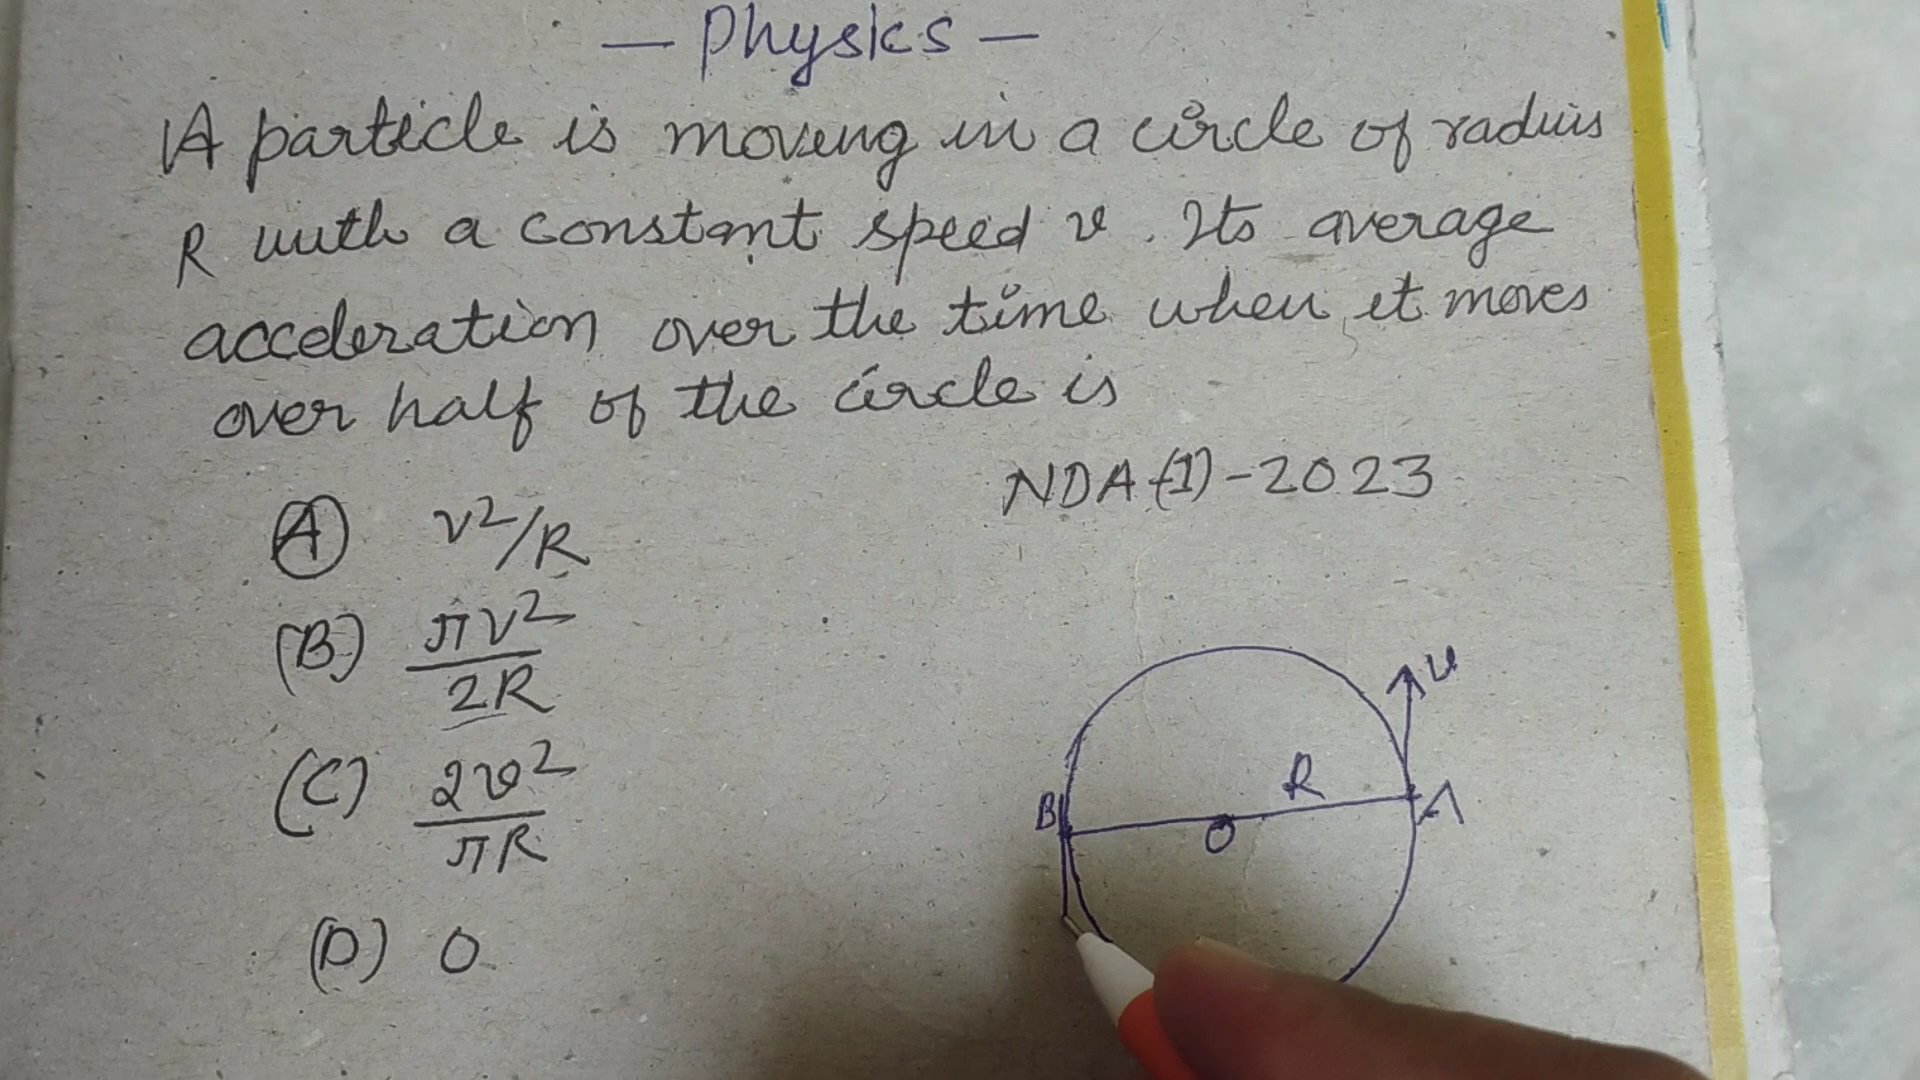 — Physics —
A particle is moving in a circle of radius
R with a constant speed v. Its average
acceleration over the time when it moves
over half of the circle is
NDA (1) - 2023
(A) v²/R
(B) πv²/2R
(C) 2v²/πR
(D) 0
v
R
B
O
A